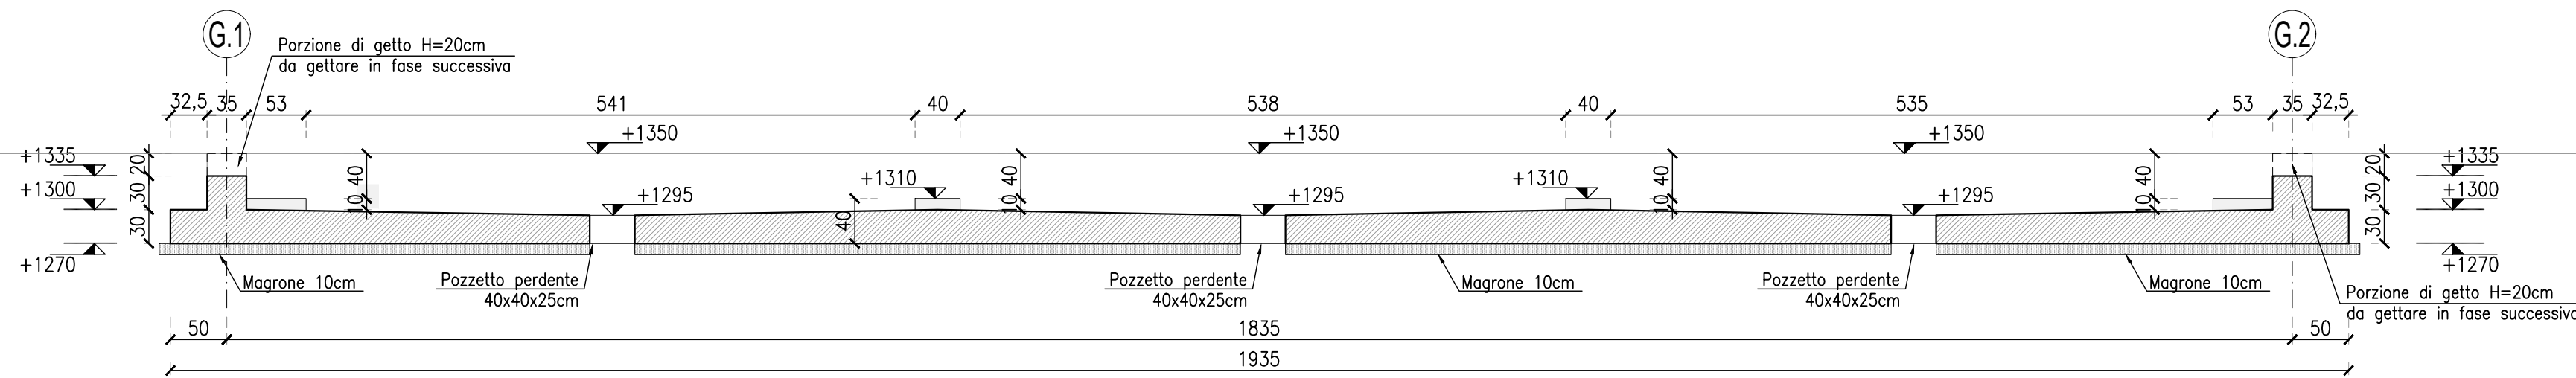 G.1
G.2
Porzione di getto H=20cm
da gettare in fase successiva
32,5 35 53 541 40 538 40 535 53 35 32,5
+1350 +1350 +1350
+1335 20 40 40 40 40 20 +1335
+1300 30 10 +1310 10 +1310 10 10 30 +1300
+1295 +1295 +1295
30 40 30
+1270 +1270
Magrone 10cm
Pozzetto perdente
40x40x25cm
Pozzetto perdente
40x40x25cm
Magrone 10cm
Pozzetto perdente
40x40x25cm
Magrone 10cm
Porzione di getto H=20cm
da gettare in fase successiva
50 1835 50
1935